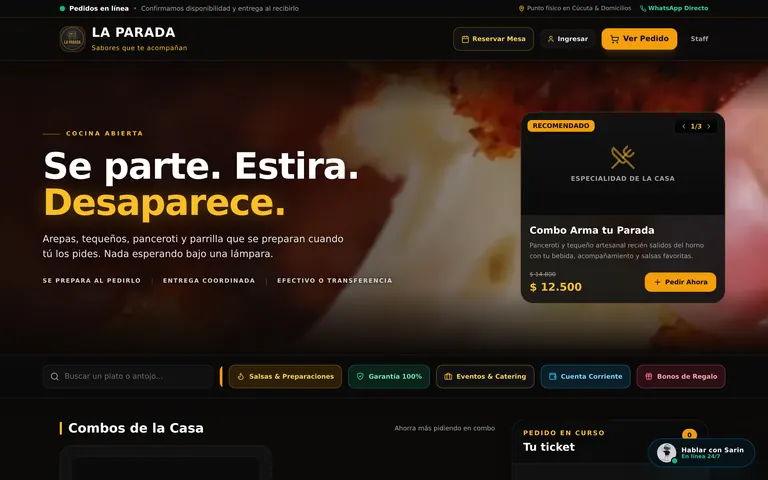 Pedidos en línea • Confirmamos disponibilidad y entrega al recibirlo
Punto físico en Cúcuta & Domicilios
WhatsApp Directo
LA PARADA
LA PARADA
Sabores que te acompañan
Reservar Mesa
Ingresar
Ver Pedido
Staff
COCINA ABIERTA
Se parte. Estira.
Desaparece.
Arepas, tequeños, panceroti y parrilla que se preparan cuando
tú los pides. Nada esperando bajo una lámpara.
SE PREPARA AL PEDIRLO
ENTREGA COORDINADA
EFECTIVO O TRANSFERENCIA
RECOMENDADO
1/3
ESPECIALIDAD DE LA CASA
Combo Arma tu Parada
Panceroti y tequeño artesanal recién salidos del horno
con tu bebida, acompañamiento y salsas favoritas.
$ 14.800
$ 12.500
Pedir Ahora
Buscar un plato o antojo...
Salsas & Preparaciones
Garantía 100%
Eventos & Catering
Cuenta Corriente
Bonos de Regalo
Combos de la Casa
Ahorra más pidiendo en combo
PEDIDO EN CURSO
0
Tu ticket
Hablar con Sarin
En línea 24/7